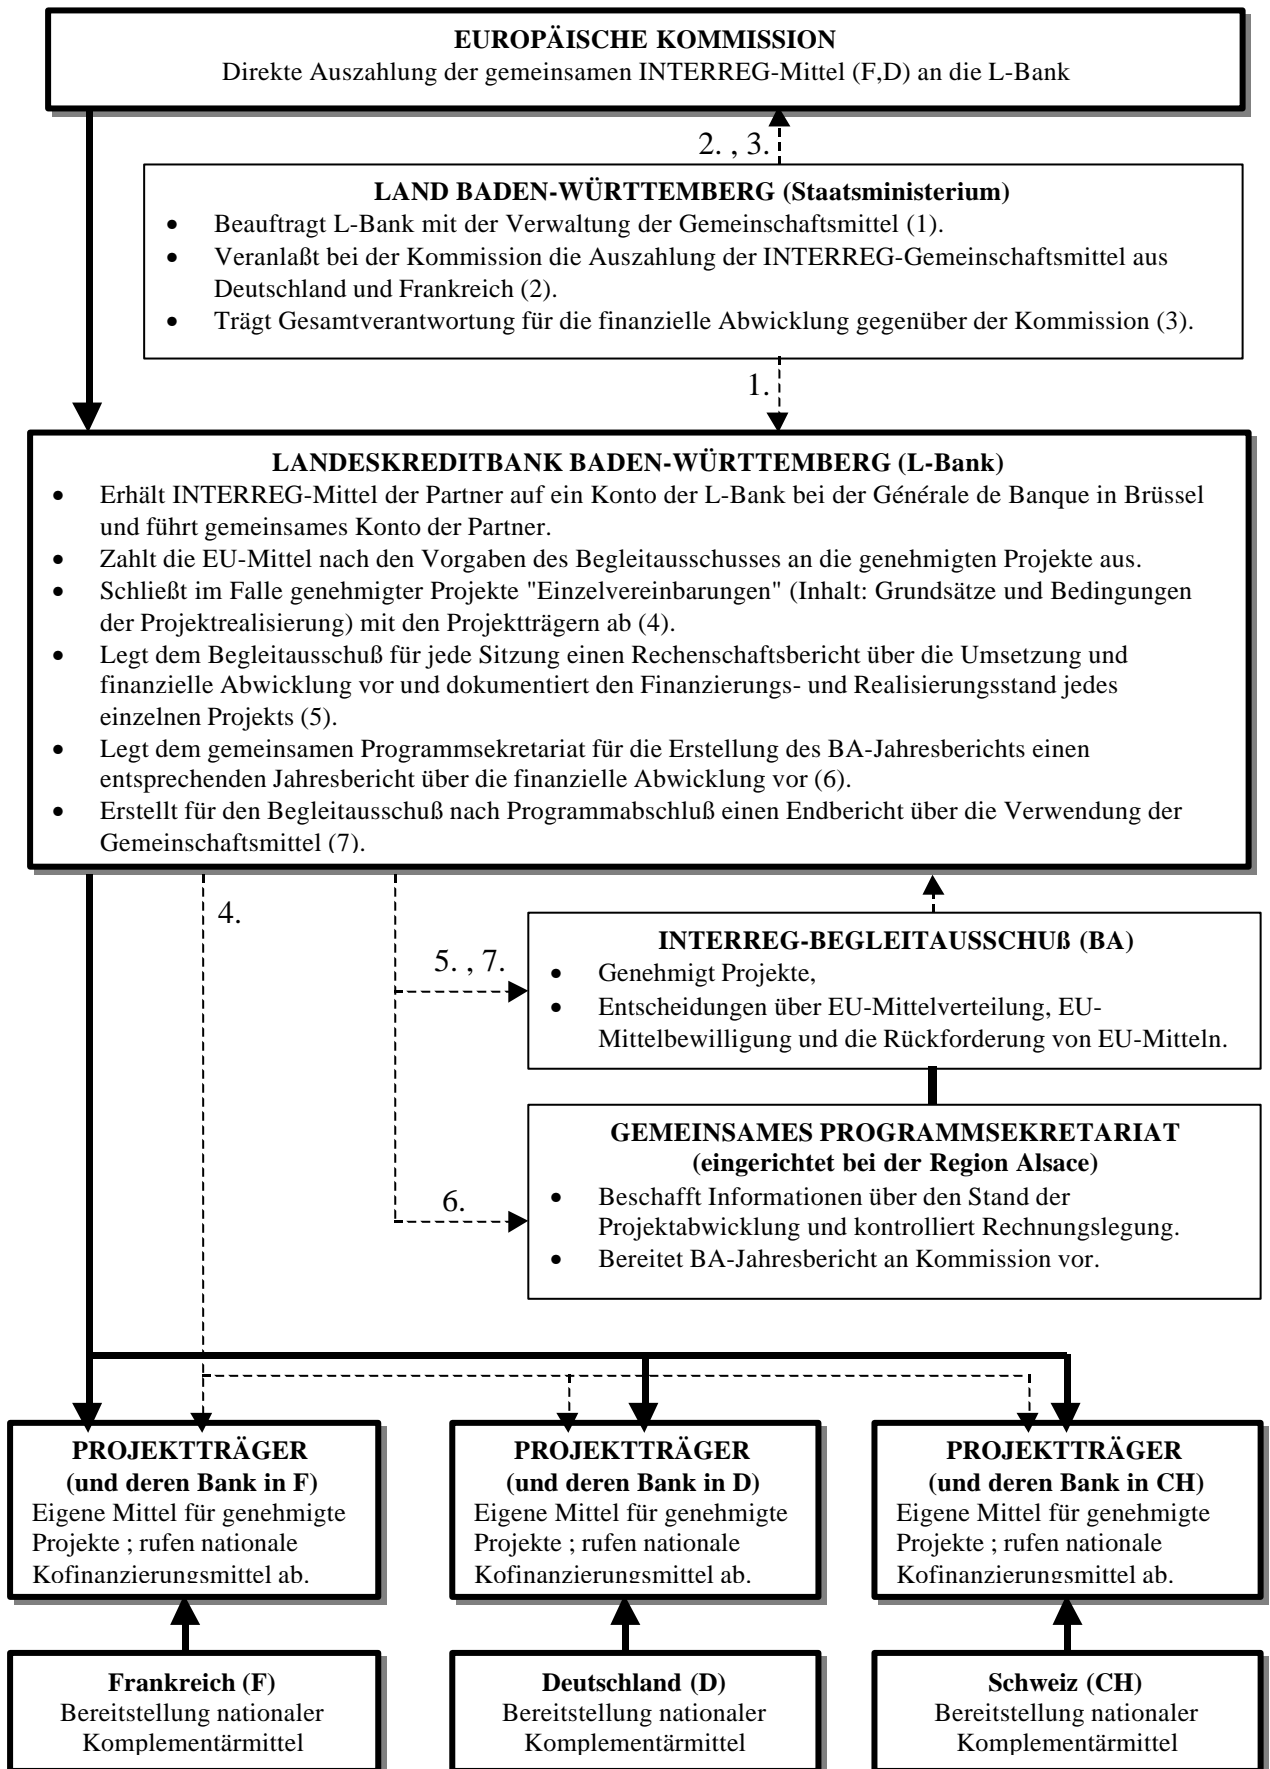 EUROPÄISCHE KOMMISSION
Direkte Auszahlung der gemeinsamen INTERREG-Mittel (F,D) an die L-Bank
2. , 3.
LAND BADEN-WÜRTTEMBERG (Staatsministerium)
• Beauftragt L-Bank mit der Verwaltung der Gemeinschaftsmittel (1).
• Veranlaßt bei der Kommission die Auszahlung der INTERREG-Gemeinschaftsmittel aus
Deutschland und Frankreich (2).
• Trägt Gesamtverantwortung für die finanzielle Abwicklung gegenüber der Kommission (3).
1.
LANDESKREDITBANK BADEN-WÜRTTEMBERG (L-Bank)
• Erhält INTERREG-Mittel der Partner auf ein Konto der L-Bank bei der Générale de Banque in Brüssel
und führt gemeinsames Konto der Partner.
• Zahlt die EU-Mittel nach den Vorgaben des Begleitausschusses an die genehmigten Projekte aus.
• Schließt im Falle genehmigter Projekte "Einzelvereinbarungen" (Inhalt: Grundsätze und Bedingungen
der Projektrealisierung) mit den Projektträgern ab (4).
• Legt dem Begleitausschuß für jede Sitzung einen Rechenschaftsbericht über die Umsetzung und
finanzielle Abwicklung vor und dokumentiert den Finanzierungs- und Realisierungsstand jedes
einzelnen Projekts (5).
• Legt dem gemeinsamen Programmsekretariat für die Erstellung des BA-Jahresberichts einen
entsprechenden Jahresbericht über die finanzielle Abwicklung vor (6).
• Erstellt für den Begleitausschuß nach Programmabschluß einen Endbericht über die Verwendung der
Gemeinschaftsmittel (7).
4.
5. , 7.
INTERREG-BEGLEITAUSSCHUß (BA)
• Genehmigt Projekte,
• Entscheidungen über EU-Mittelverteilung, EU-
Mittelbewilligung und die Rückforderung von EU-Mitteln.
6.
GEMEINSAMES PROGRAMMSEKRETARIAT
(eingerichtet bei der Region Alsace)
• Beschafft Informationen über den Stand der
Projektabwicklung und kontrolliert Rechnungslegung.
• Bereitet BA-Jahresbericht an Kommission vor.
PROJEKTTRÄGER
(und deren Bank in F)
Eigene Mittel für genehmigte
Projekte ; rufen nationale
Kofinanzierungsmittel ab.
PROJEKTTRÄGER
(und deren Bank in D)
Eigene Mittel für genehmigte
Projekte ; rufen nationale
Kofinanzierungsmittel ab.
PROJEKTTRÄGER
(und deren Bank in CH)
Eigene Mittel für genehmigte
Projekte ; rufen nationale
Kofinanzierungsmittel ab.
Frankreich (F)
Bereitstellung nationaler
Komplementärmittel
Deutschland (D)
Bereitstellung nationaler
Komplementärmittel
Schweiz (CH)
Bereitstellung nationaler
Komplementärmittel